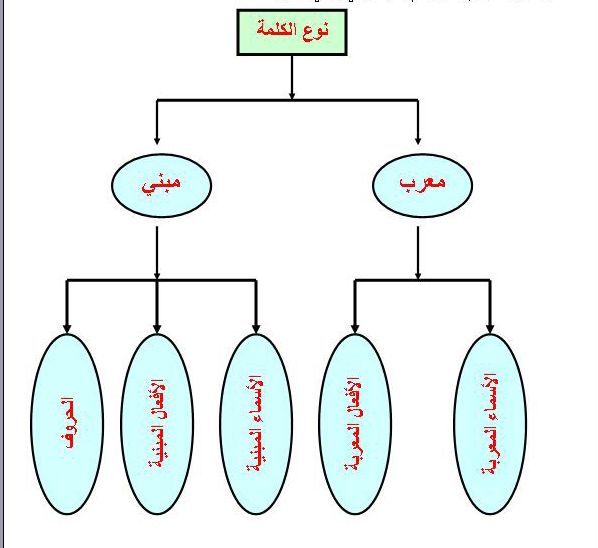 نوع الكلمة
معرب
مبني
الأسماء المعربة
الأفعال المعربة
الأسماء المبنية
الأفعال المبنية
الحروف